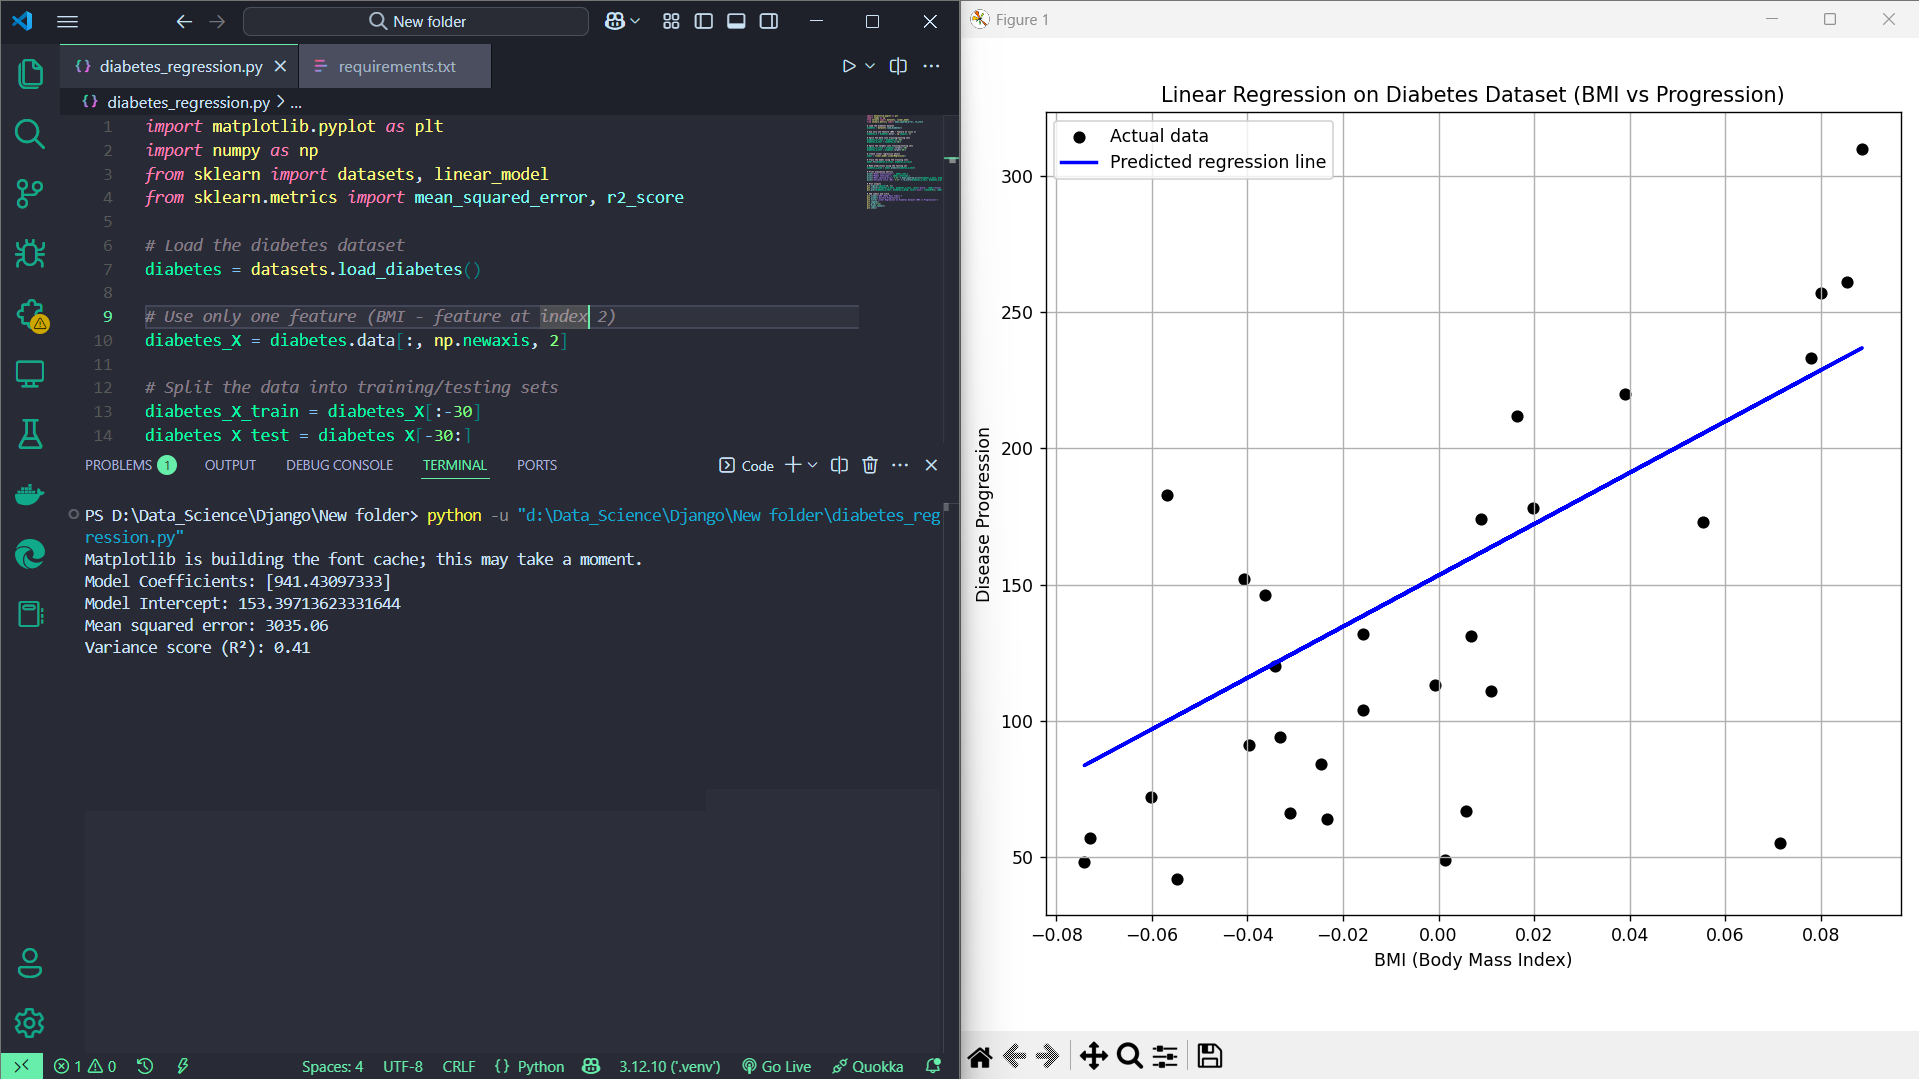 New folder
diabetes_regression.py
requirements.txt
diabetes_regression.py > ...
1 import matplotlib.pyplot as plt
2 import numpy as np
3 from sklearn import datasets, linear_model
4 from sklearn.metrics import mean_squared_error, r2_score
5
6 # Load the diabetes dataset
7 diabetes = datasets.load_diabetes()
8
9 # Use only one feature (BMI - feature at index 2)
10 diabetes_X = diabetes.data[:, np.newaxis, 2]
11
12 # Split the data into training/testing sets
13 diabetes_X_train = diabetes_X[:-30]
14 diabetes_X_test = diabetes_X[-30:]
PROBLEMS 1 OUTPUT DEBUG CONSOLE TERMINAL PORTS Code
PS D:\Data_Science\Django\New folder> python -u "d:\Data_Science\Django\New folder\diabetes_reg
ression.py"
Matplotlib is building the font cache; this may take a moment.
Model Coefficients: [941.43097333]
Model Intercept: 153.39713623331644
Mean squared error: 3035.06
Variance score (R²): 0.41
1 0 Spaces: 4 UTF-8 CRLF {} Python 3.12.10 ('.venv') Go Live Quokka
Figure 1
Linear Regression on Diabetes Dataset (BMI vs Progression)
Actual data
Predicted regression line
Disease Progression
300
250
200
150
100
50
−0.08 −0.06 −0.04 −0.02 0.00 0.02 0.04 0.06 0.08
BMI (Body Mass Index)